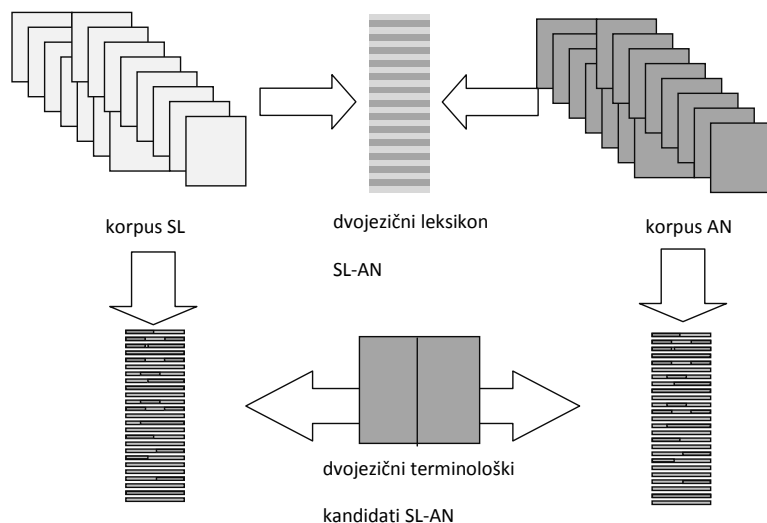 korpus SL
dvojezični leksikon
SL-AN
korpus AN
dvojezični terminološki
kandidati SL-AN